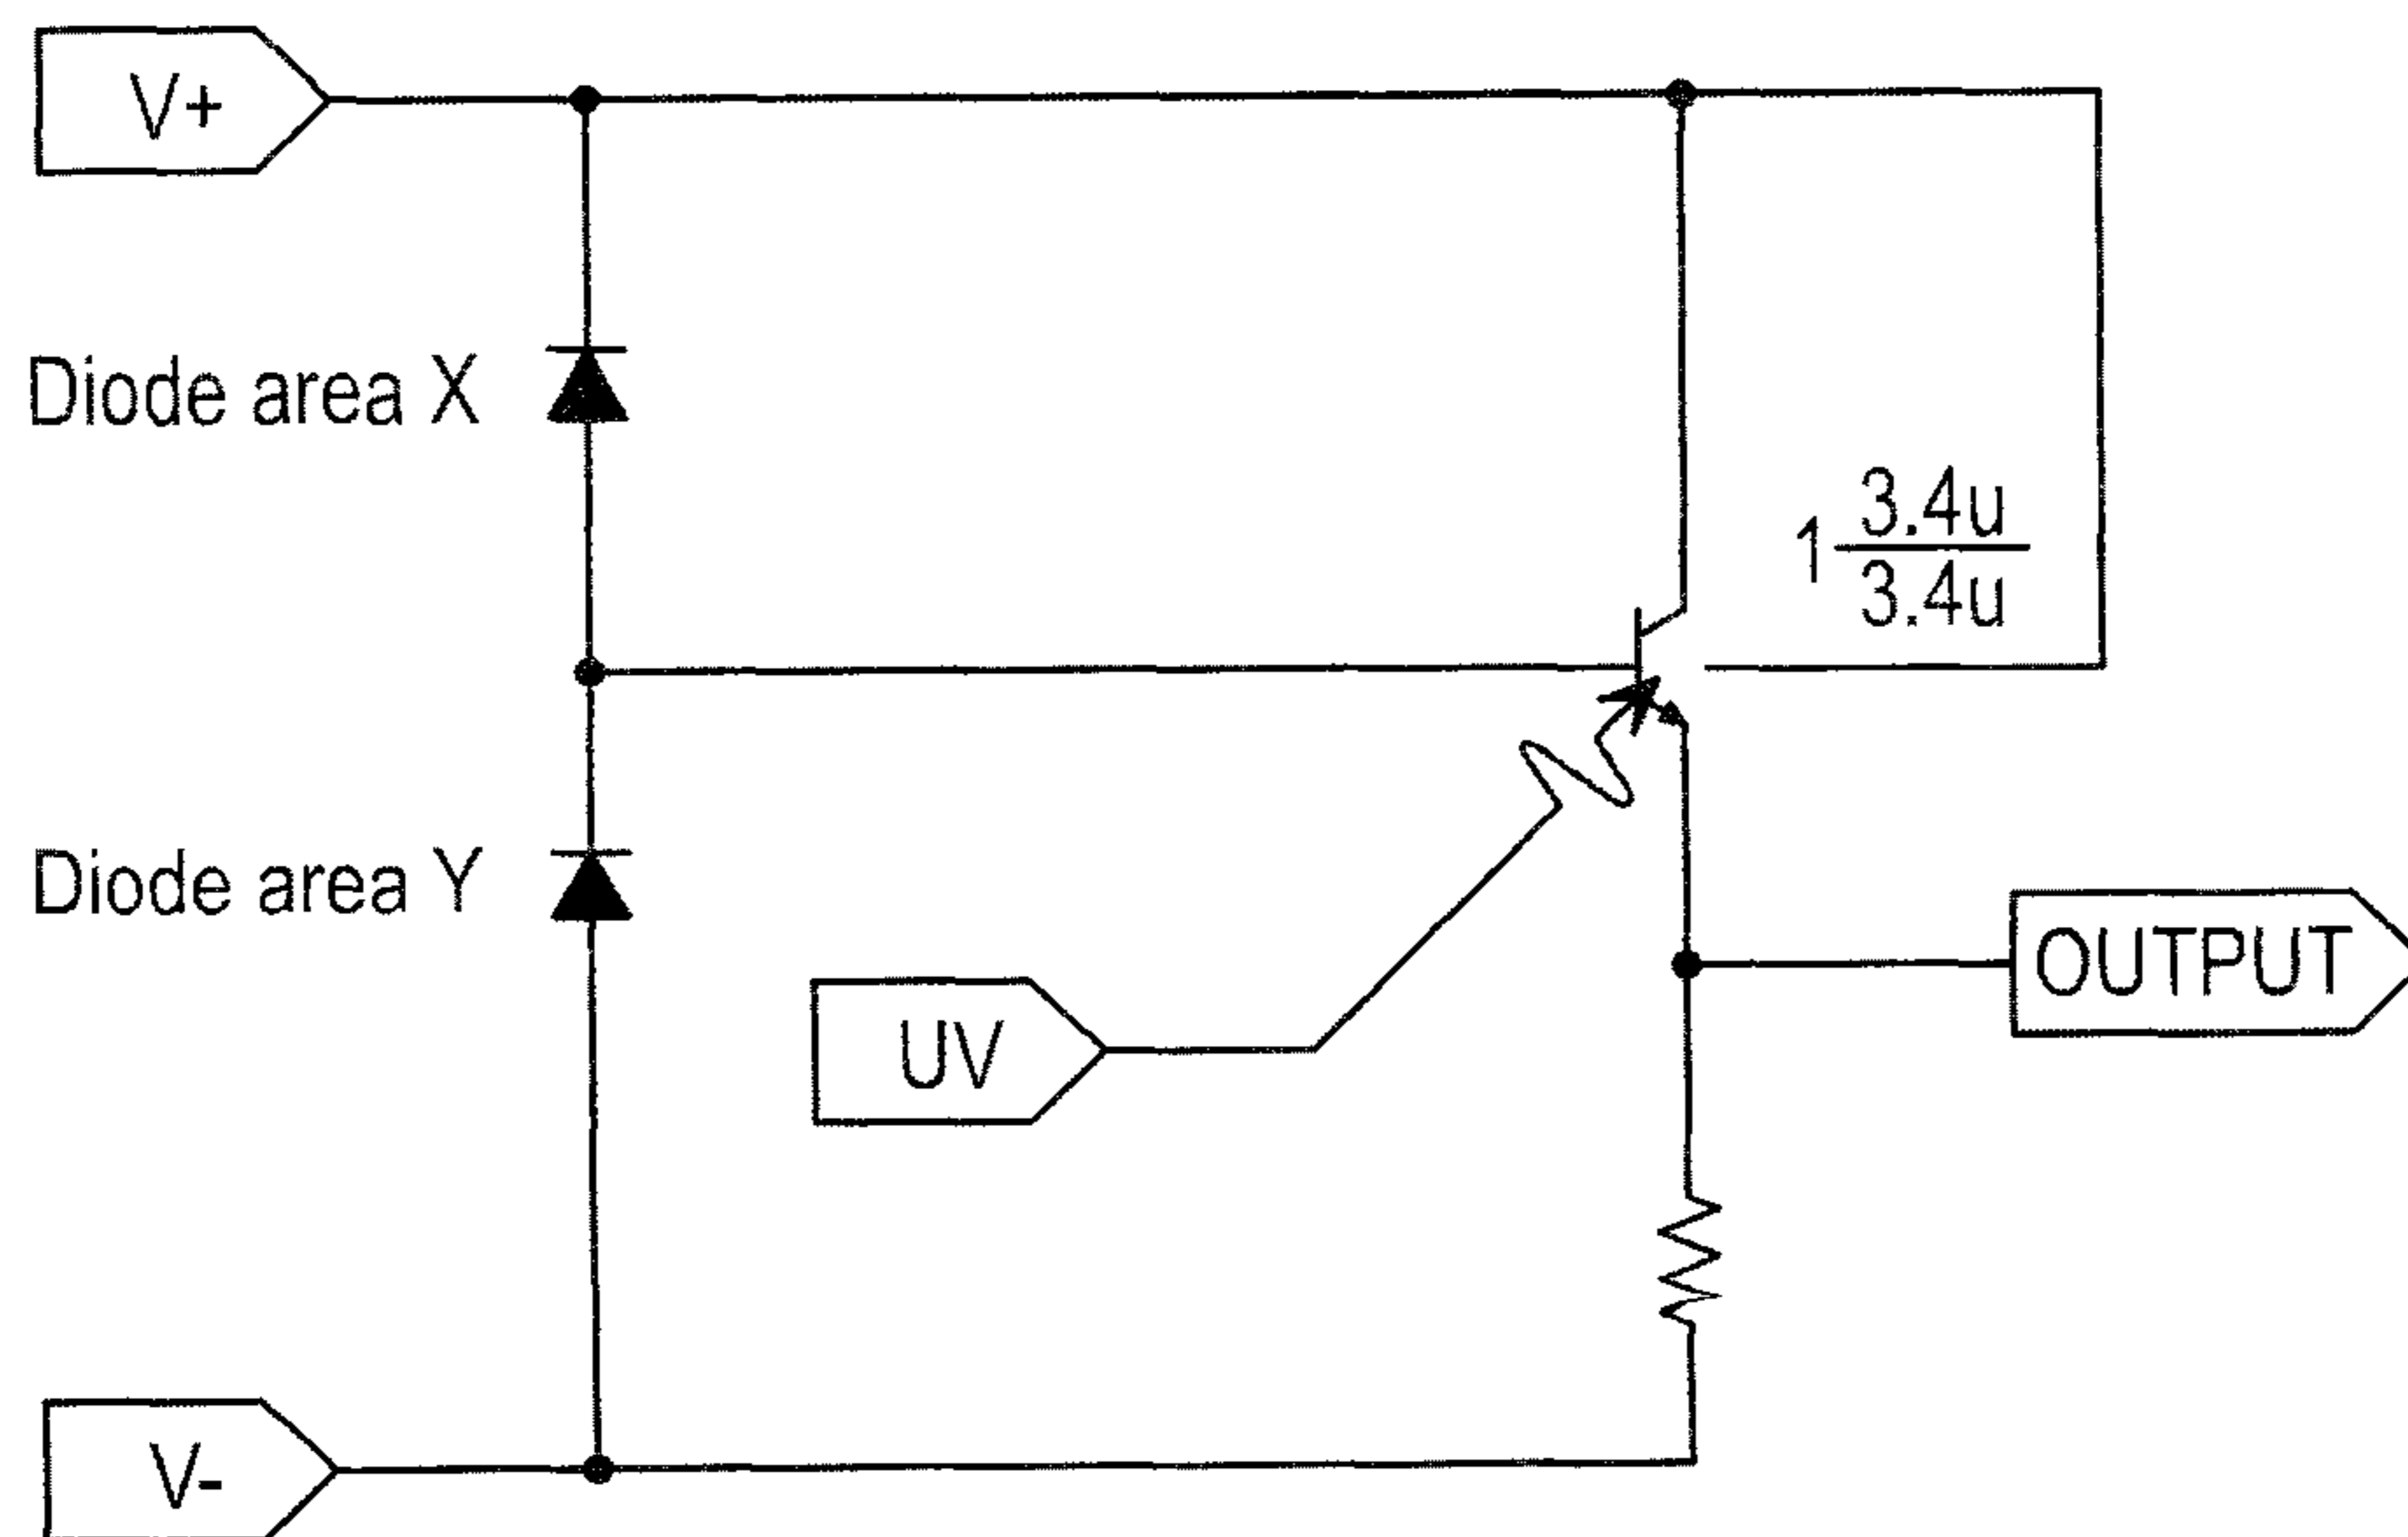 V+
Diode area X
1 3.4u
3.4u
Diode area Y
OUTPUT
UV
V-